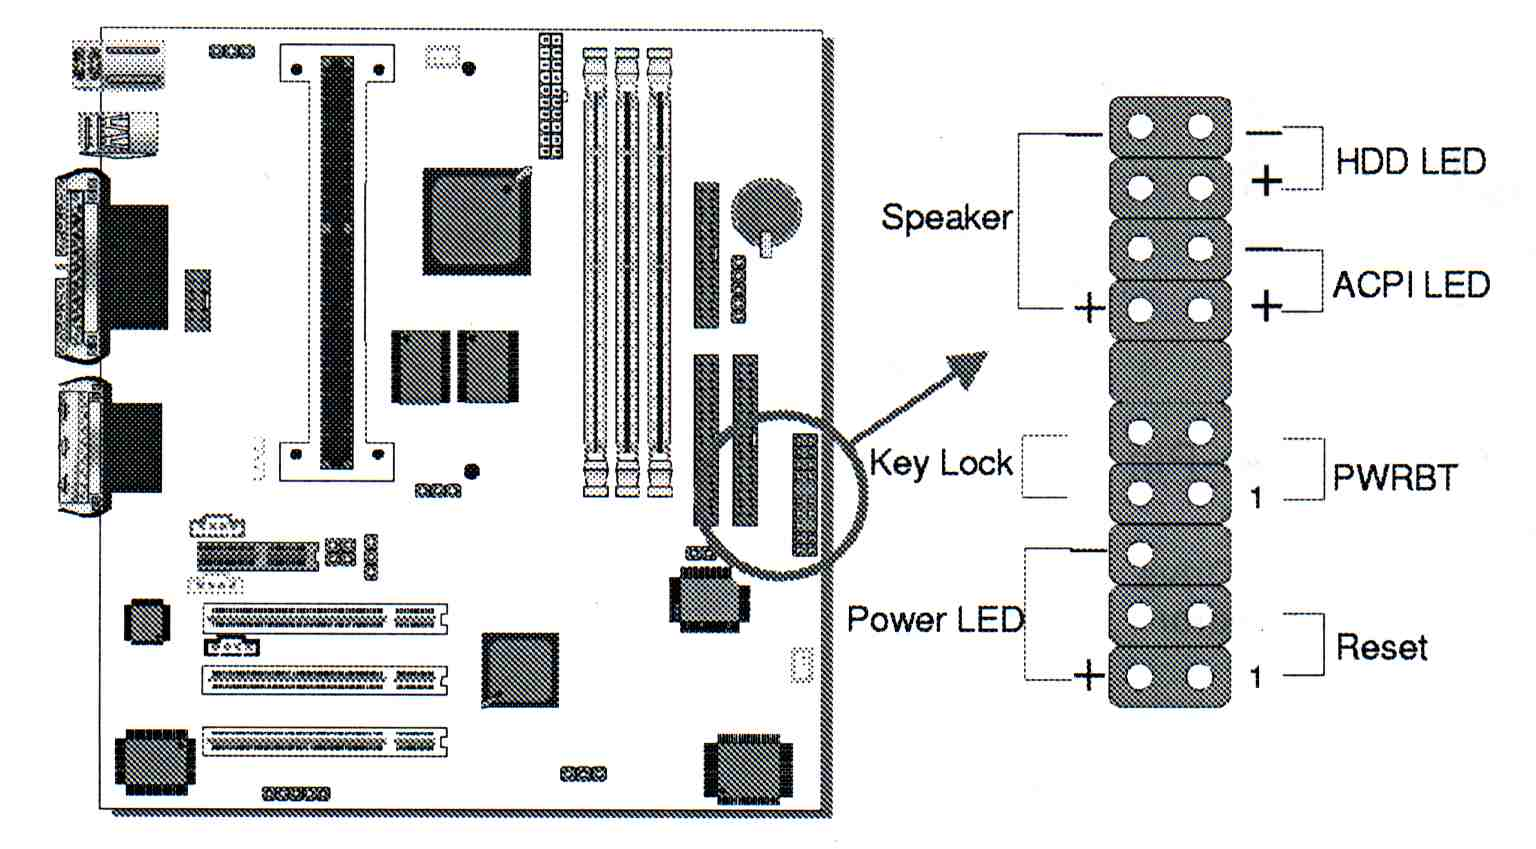 HDD LED
Speaker
ACPI LED
Key Lock
1
PWRBT
Power LED
1
Reset